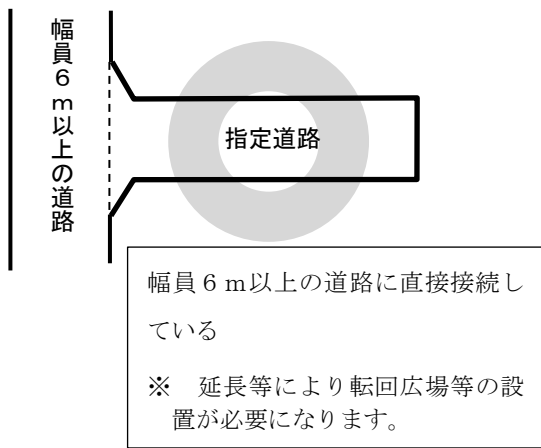 幅員６ｍ以上の道路
指定道路
幅員６ｍ以上の道路に直接接続し
ている
※　延長等により転回広場等の設
置が必要になります。